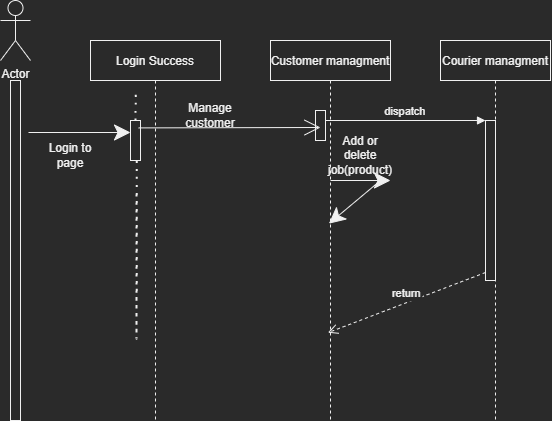 Actor
Login Success
Customer managment
Courier managment
Login to
page
Manage
customer
dispatch
Add or
delete
job(product)
return